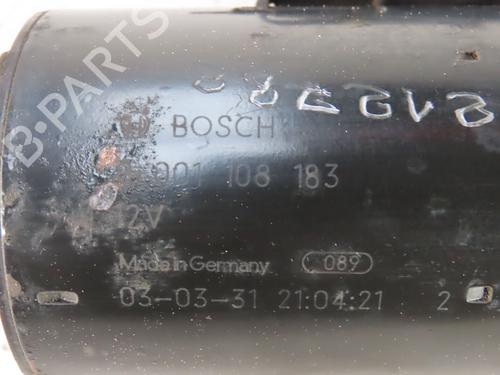 B-PARTS
BOSCH
001 108 183
12V
Made in Germany
089
03-03-31 21:04:21 2